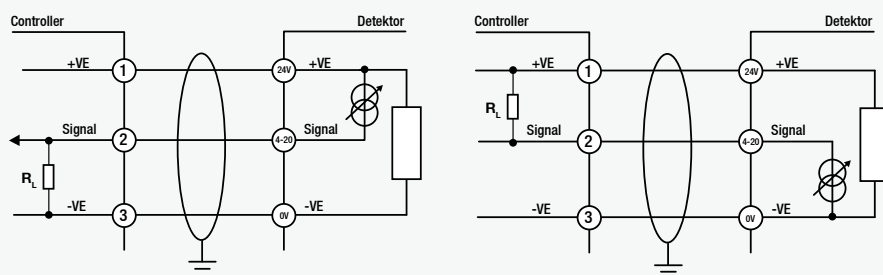 Controller
Detektor
+VE
1
24V
+VE
Signal
2
4-20
Signal
RL
-VE
3
0V
-VE
Controller
Detektor
+VE
1
24V
+VE
RL
Signal
2
4-20
Signal
-VE
3
0V
-VE